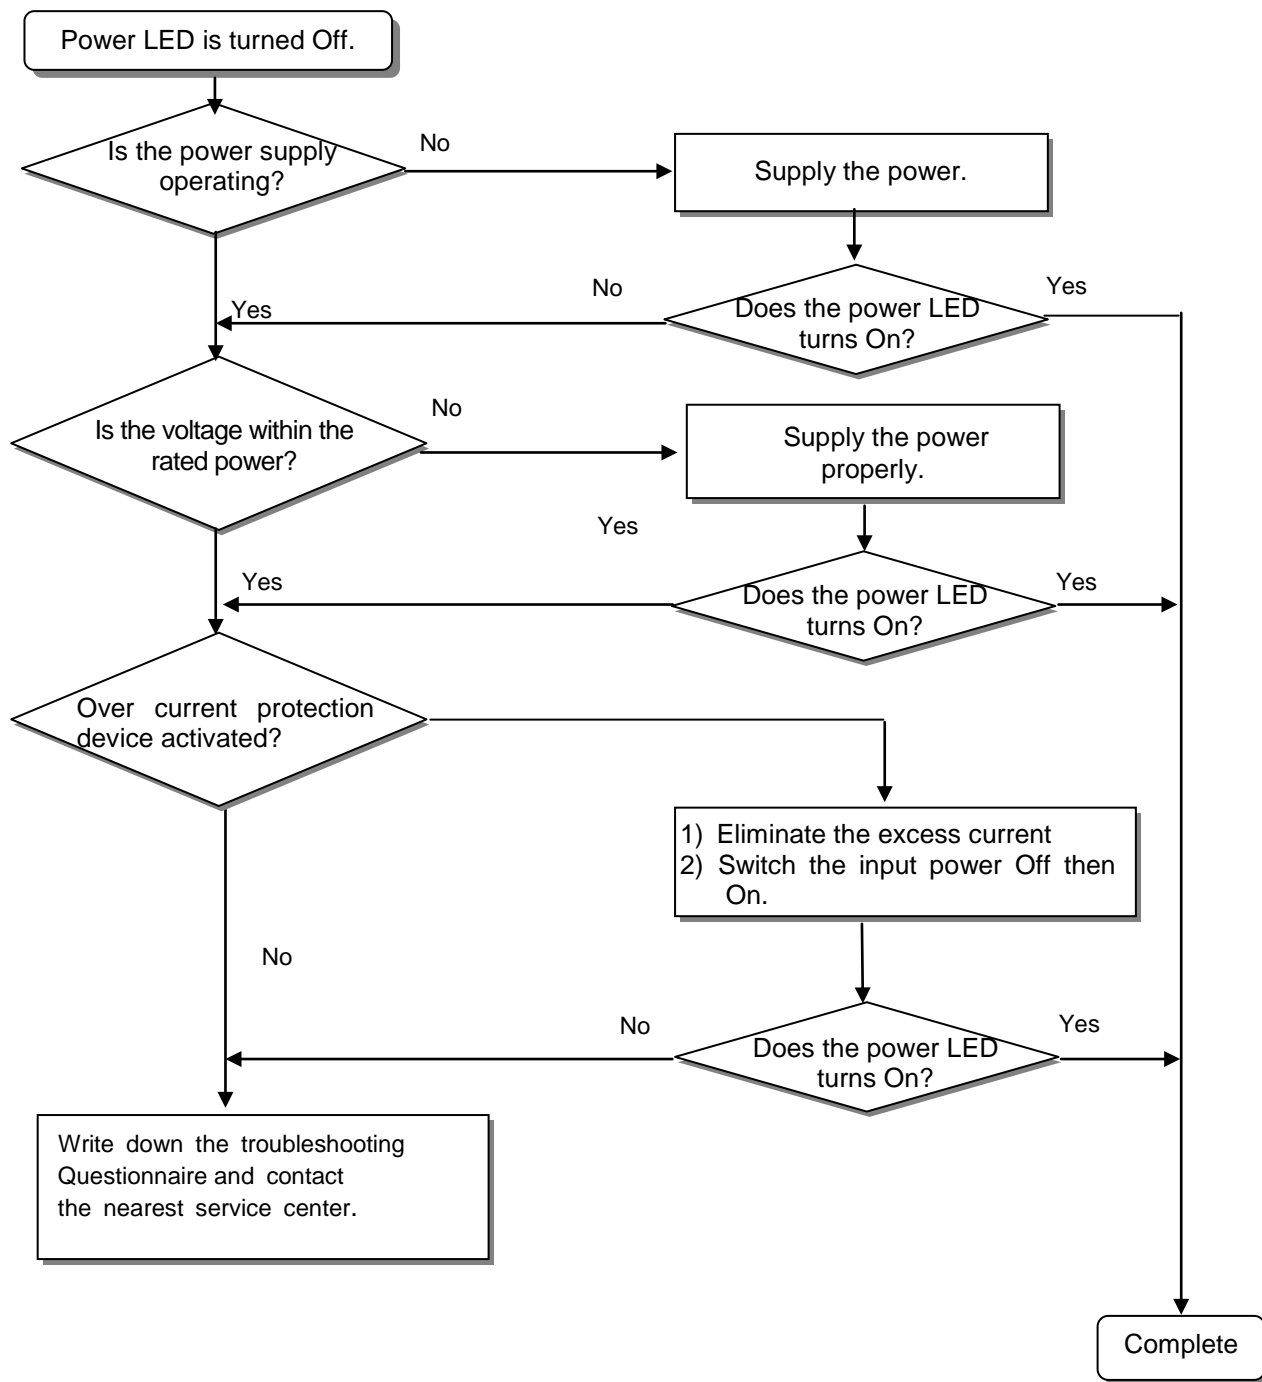 Power LED is turned Off.
Is the power supply
operating?
No
Supply the power.
Yes
No
Does the power LED
turns On?
Yes
Is the voltage within the
rated power?
No
Supply the power
properly.
Yes
Yes
Does the power LED
turns On?
Yes
Over current protection
device activated?
1) Eliminate the excess current
2) Switch the input power Off then
On.
No
No
Does the power LED
turns On?
Yes
Write down the troubleshooting
Questionnaire and contact
the nearest service center.
Complete